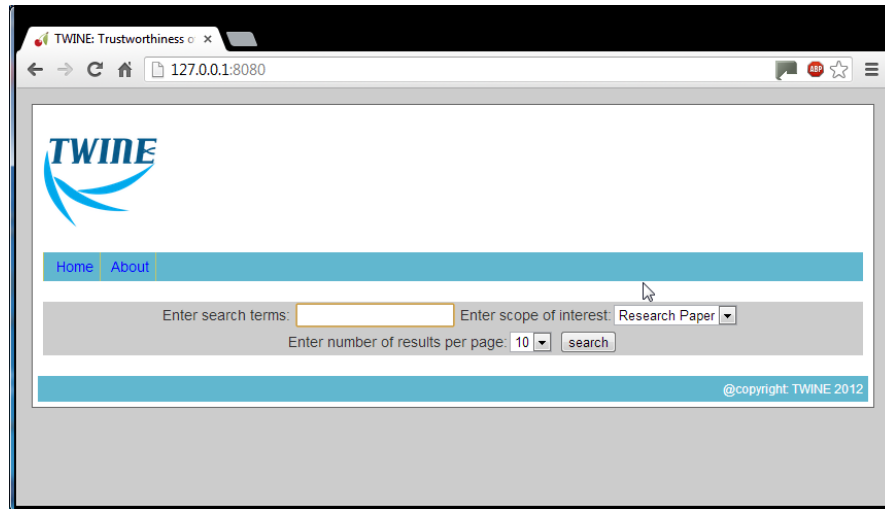 TWINE: Trustworthiness o
127.0.0.1:8080
ABP
TWINE
Home About
Enter search terms: Enter scope of interest: Research Paper
Enter number of results per page: 10 search
@copyright: TWINE 2012